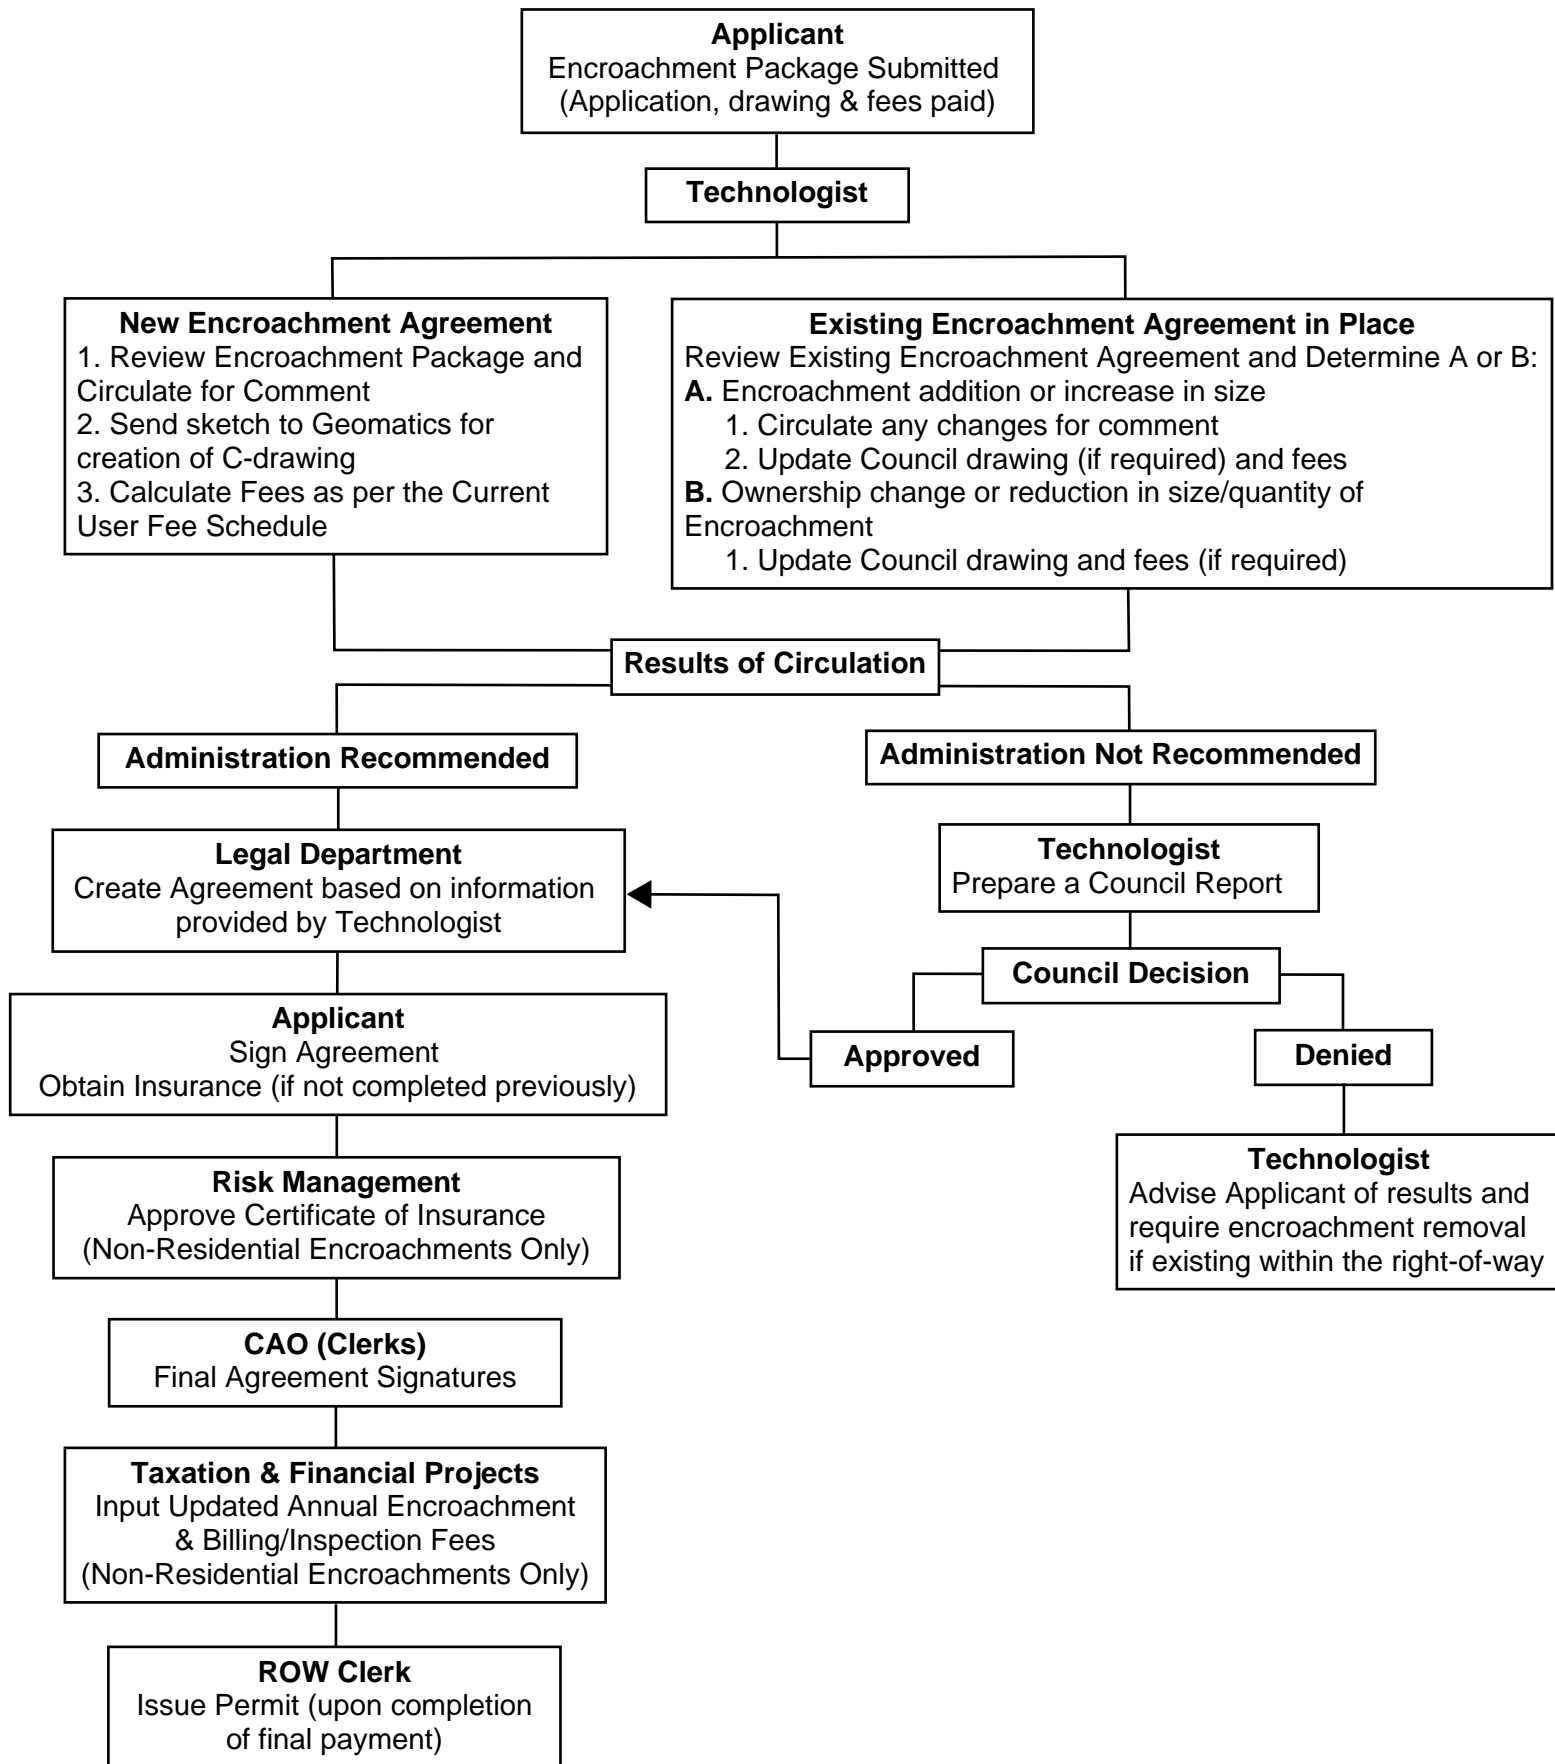 Applicant
Encroachment Package Submitted
(Application, drawing & fees paid)
Technologist
New Encroachment Agreement
1. Review Encroachment Package and
Circulate for Comment
2. Send sketch to Geomatics for
creation of C-drawing
3. Calculate Fees as per the Current
User Fee Schedule
Existing Encroachment Agreement in Place
Review Existing Encroachment Agreement and Determine A or B:
A. Encroachment addition or increase in size
1. Circulate any changes for comment
2. Update Council drawing (if required) and fees
B. Ownership change or reduction in size/quantity of
Encroachment
1. Update Council drawing and fees (if required)
Results of Circulation
Administration Recommended
Administration Not Recommended
Legal Department
Create Agreement based on information
provided by Technologist
Technologist
Prepare a Council Report
Council Decision
Applicant
Sign Agreement
Obtain Insurance (if not completed previously)
Approved
Denied
Risk Management
Approve Certificate of Insurance
(Non-Residential Encroachments Only)
Technologist
Advise Applicant of results and
require encroachment removal
if existing within the right-of-way
CAO (Clerks)
Final Agreement Signatures
Taxation & Financial Projects
Input Updated Annual Encroachment
& Billing/Inspection Fees
(Non-Residential Encroachments Only)
ROW Clerk
Issue Permit (upon completion
of final payment)